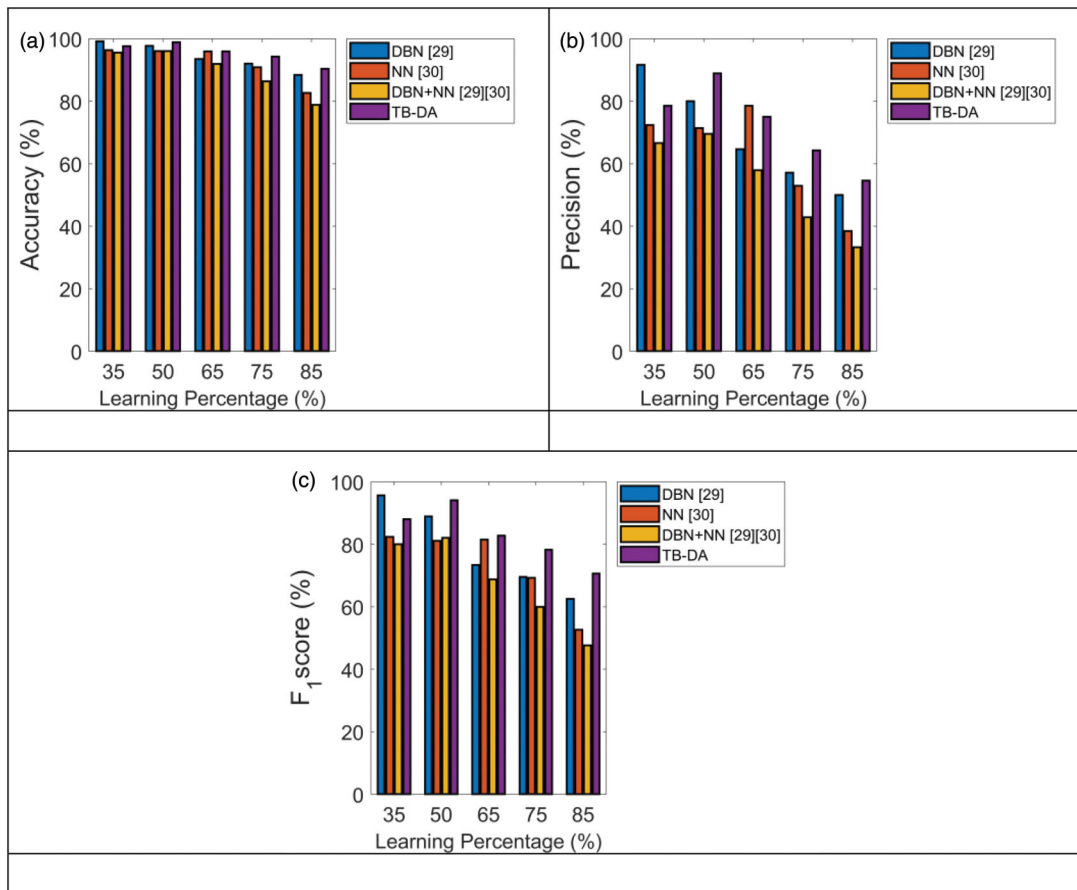 (a)
100
80
60
40
20
0
Accuracy (%)
35 50 65 75 85
Learning Percentage (%)
DBN [29]
NN [30]
DBN+NN [29][30]
TB-DA
(b)
100
80
60
40
20
0
Precision (%)
35 50 65 75 85
Learning Percentage (%)
DBN [29]
NN [30]
DBN+NN [29][30]
TB-DA
(c)
100
80
60
40
20
0
F1 score (%)
35 50 65 75 85
Learning Percentage (%)
DBN [29]
NN [30]
DBN+NN [29][30]
TB-DA